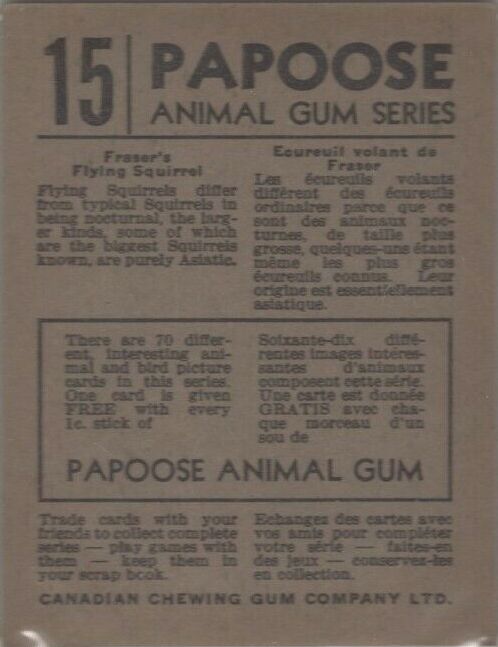 15
PAPOOSE
ANIMAL GUM SERIES
Fraser's
Flying Squirrel
Flying Squirrels differ
from typical Squirrels in
being nocturnal, the larg-
er kinds, some of which
are the biggest Squirrels
known, are purely Asiatic.
Ecureuil volant de
Fraser
Les écureuils volants
diffèrent des écureuils
ordinaires parce que ce
sont des animaux noc-
turnes, de taille plus
grosse, quelques-uns étant
même les plus gros
écureuils connus. Leur
origine est essentiellement
asiatique.
There are 70 differ-
ent, interesting ani-
mal and bird picture
cards in this series.
One card is given
FREE with every
1c. stick of
Soixante-dix diffé-
rentes images intéres-
santes d'animaux
composent cette série.
Une carte est donnée
GRATIS avec cha-
que morceau d'un
sou de
PAPOOSE ANIMAL GUM
Trade cards with your
friends to collect complete
series — play games with
them — keep them in
your scrap book.
Echangez des cartes avec
vos amis pour compléter
votre série — faites-en
des jeux — conservez-les
en collection.
CANADIAN CHEWING GUM COMPANY LTD.